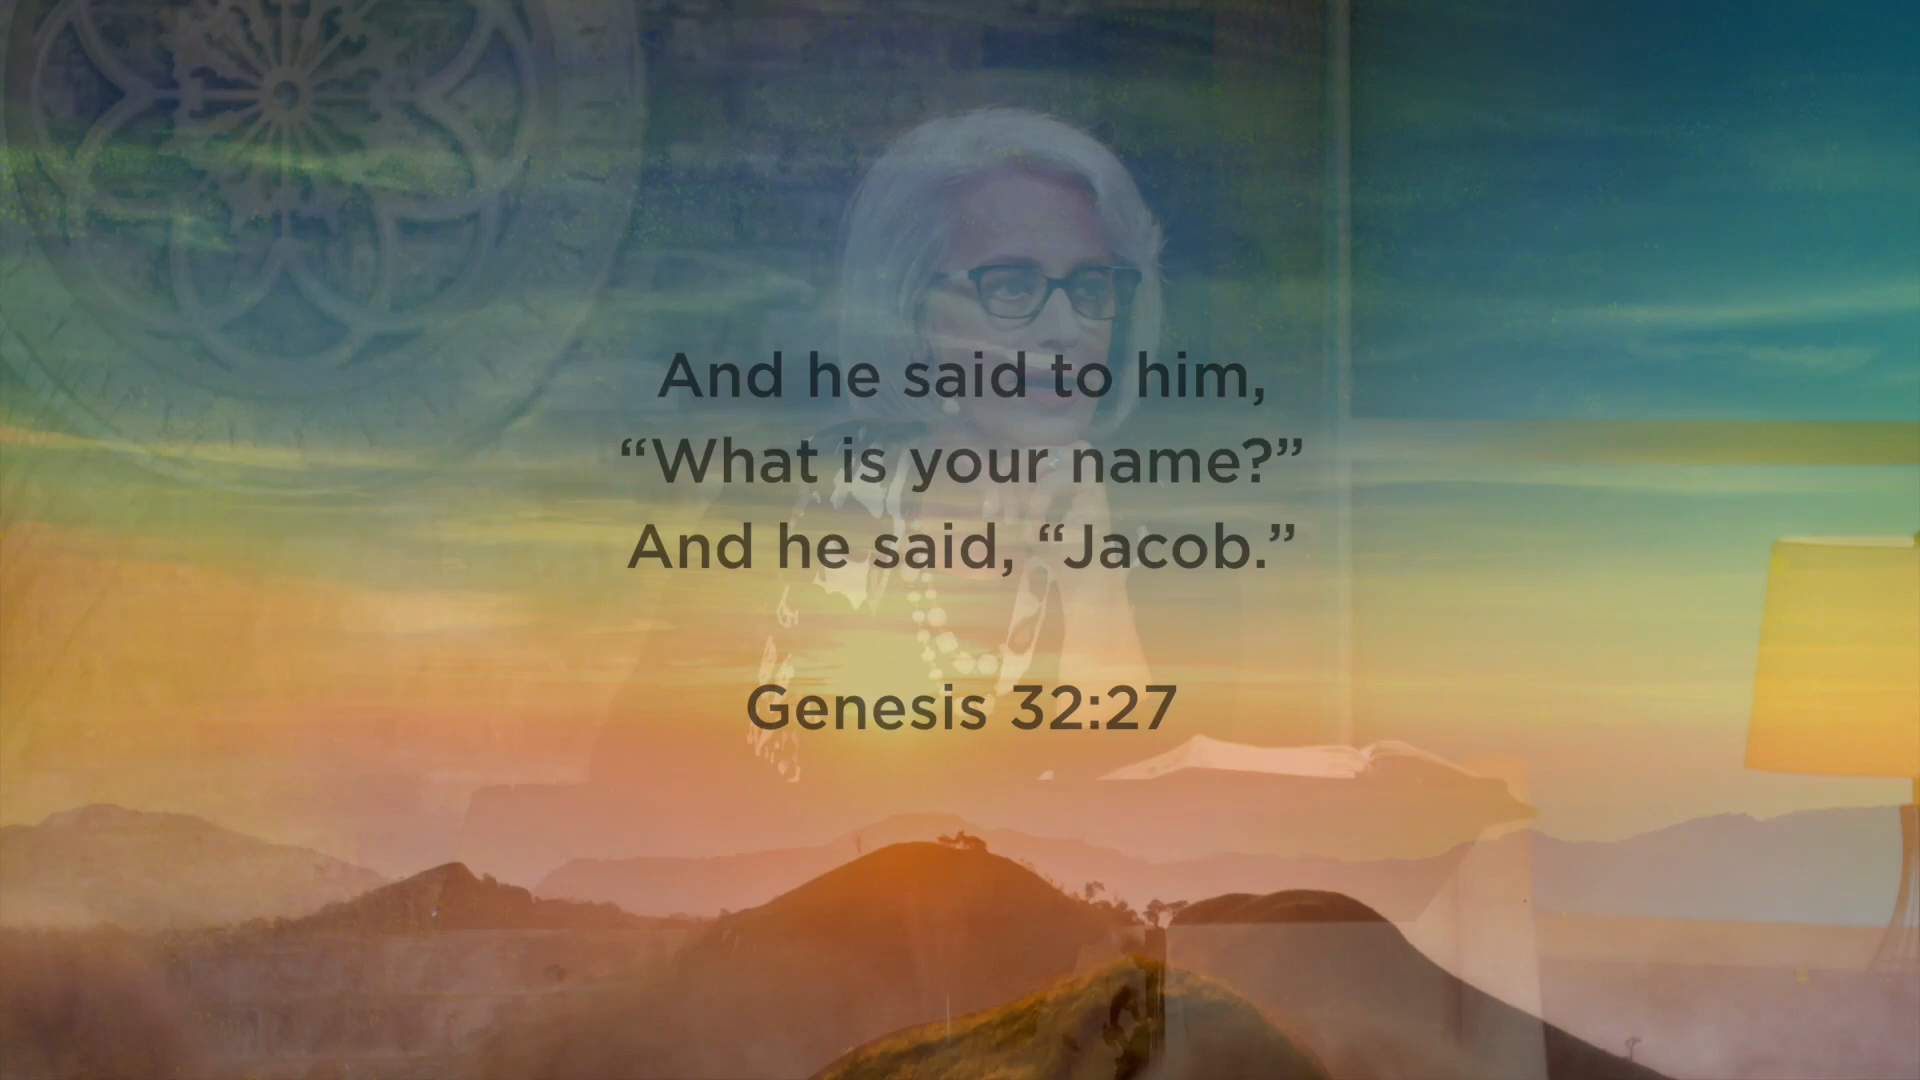 And he said to him,
“What is your name?”
And he said, “Jacob.”
Genesis 32:27